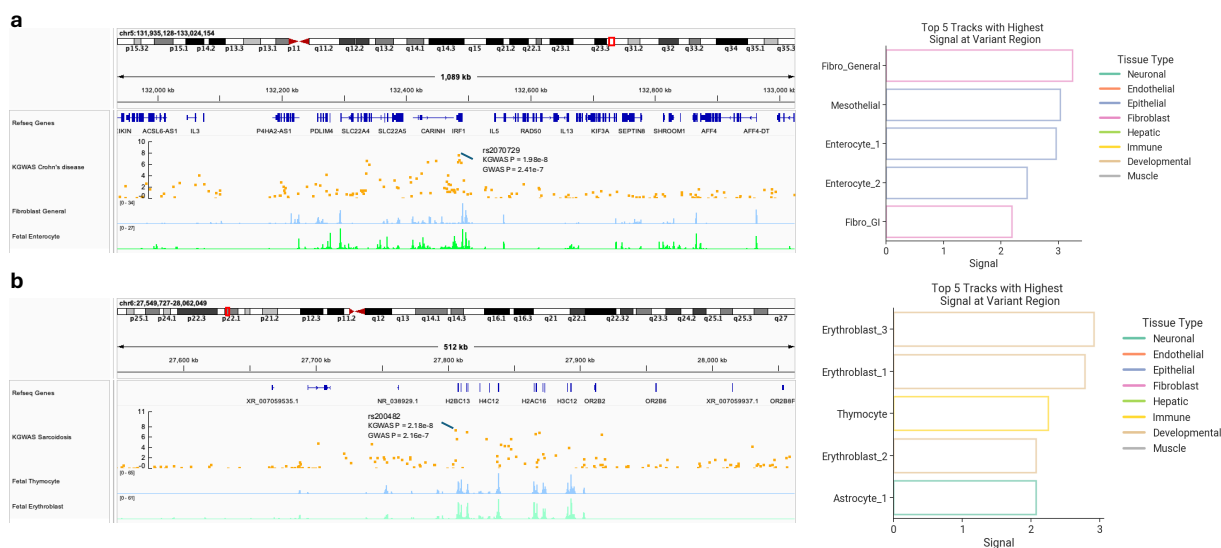 a
chr5:131,935,128-133,024,154
p15.32 p15.1 p14.2 p13.3 p13.1 p11 q11.2 q12.2 q13.2 q14.1 q14.3 q15 q21.2 q22.1 q23.1 q23.3 q31.2 q32 q33.2 q34 q35.1 q35.3
1,089 kb
132,000 kb 132,200 kb 132,400 kb 132,600 kb 132,800 kb 133,000 kb
Refseq Genes
ACSL6-AS1 IL3 P4HA2-AS1 PDLIM4 SLC22A4 SLC22A5 CARINH IRF1 IL5 RAD50 IL13 KIF3A SEPTIN8 SHROOM1 AFF4 AFF4-DT
KGWAS Crohn's disease
10
8
6
4
2
0
rs2070729
KGWAS P = 1.98e-8
GWAS P = 2.41e-7
Fibroblast General
[0 - 34]
Fetal Enterocyte
[0 - 27]
Top 5 Tracks with Highest
Signal at Variant Region
Fibro_General
Mesothelial
Enterocyte_1
Enterocyte_2
Fibro_GI
0 1 2 3
Signal
Tissue Type
Neuronal
Endothelial
Epithelial
Fibroblast
Hepatic
Immune
Developmental
Muscle
b
chr6:27,549,727-28,062,049
p25.1 p24.1 p22.3 p22.1 p21.2 p12.3 p11.2 q12 q13 q14.1 q14.3 q16.1 q16.3 q21 q22.1 q22.32 q23.2 q24.2 q25.1 q25.3 q27
512 kb
27,600 kb 27,700 kb 27,800 kb 27,900 kb 28,000 kb
Refseq Genes
XR_007059535.1 NR_038929.1 H2BC13 H4C12 H2AC16 H3C12 OR2B2 OR2B6 XR_007059937.1 OR2B8P
KGWAS Sarcoidosis
11
8
6
4
2
0
rs200482
KGWAS P = 2.18e-8
GWAS P = 2.16e-7
Fetal Thymocyte
Fetal Erythroblast
[0 - 61]
Top 5 Tracks with Highest
Signal at Variant Region
Erythroblast_3
Erythroblast_1
Thymocyte
Erythroblast_2
Astrocyte_1
0 1 2 3
Signal
Tissue Type
Neuronal
Endothelial
Epithelial
Fibroblast
Hepatic
Immune
Developmental
Muscle